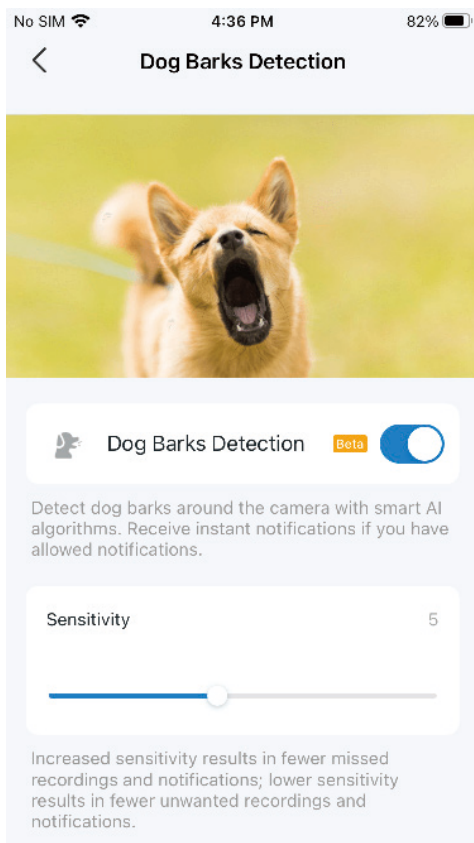 No SIM 4:36 PM 82%
Dog Barks Detection
Dog Barks Detection Beta
Detect dog barks around the camera with smart AI
algorithms. Receive instant notifications if you have
allowed notifications.
Sensitivity 5
Increased sensitivity results in fewer missed
recordings and notifications; lower sensitivity
results in fewer unwanted recordings and
notifications.